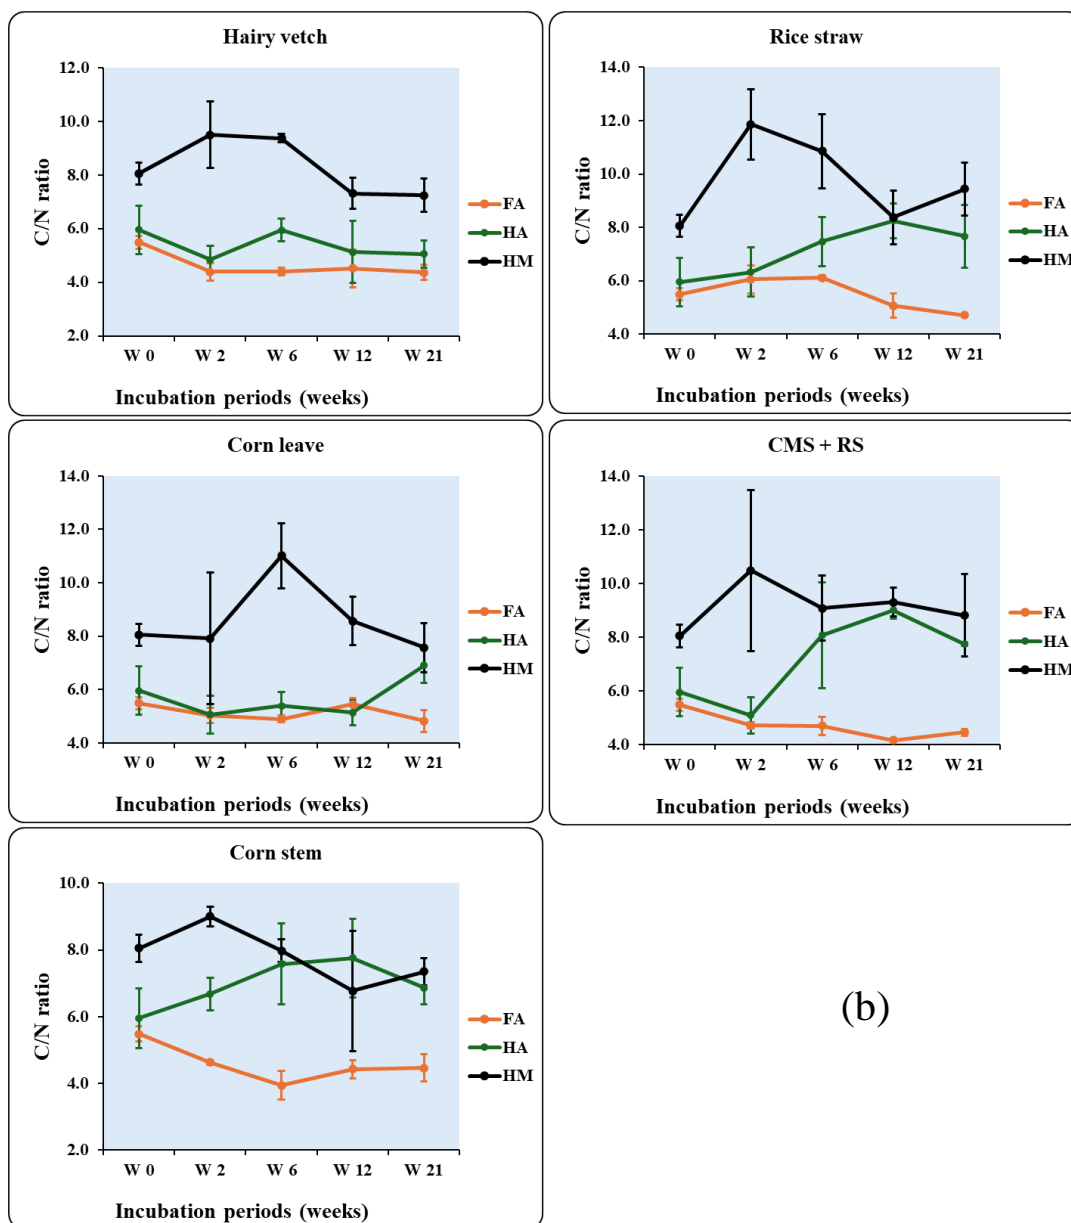 Hairy vetch
C/N ratio
12.0
10.0
8.0
6.0
4.0
2.0
W 0 W 2 W 6 W 12 W 21
Incubation periods (weeks)
FA
HA
HM
Rice straw
C/N ratio
14.0
12.0
10.0
8.0
6.0
4.0
W 0 W 2 W 6 W 12 W 21
Incubation periods (weeks)
FA
HA
HM
Corn leave
C/N ratio
14.0
12.0
10.0
8.0
6.0
4.0
W 0 W 2 W 6 W 12 W 21
Incubation periods (weeks)
FA
HA
HM
CMS + RS
C/N ratio
14.0
12.0
10.0
8.0
6.0
4.0
W 0 W 2 W 6 W 12 W 21
Incubation periods (weeks)
FA
HA
HM
Corn stem
C/N ratio
10.0
8.0
6.0
4.0
2.0
W 0 W 2 W 6 W 12 W 21
Incubation periods (weeks)
FA
HA
HM
(b)